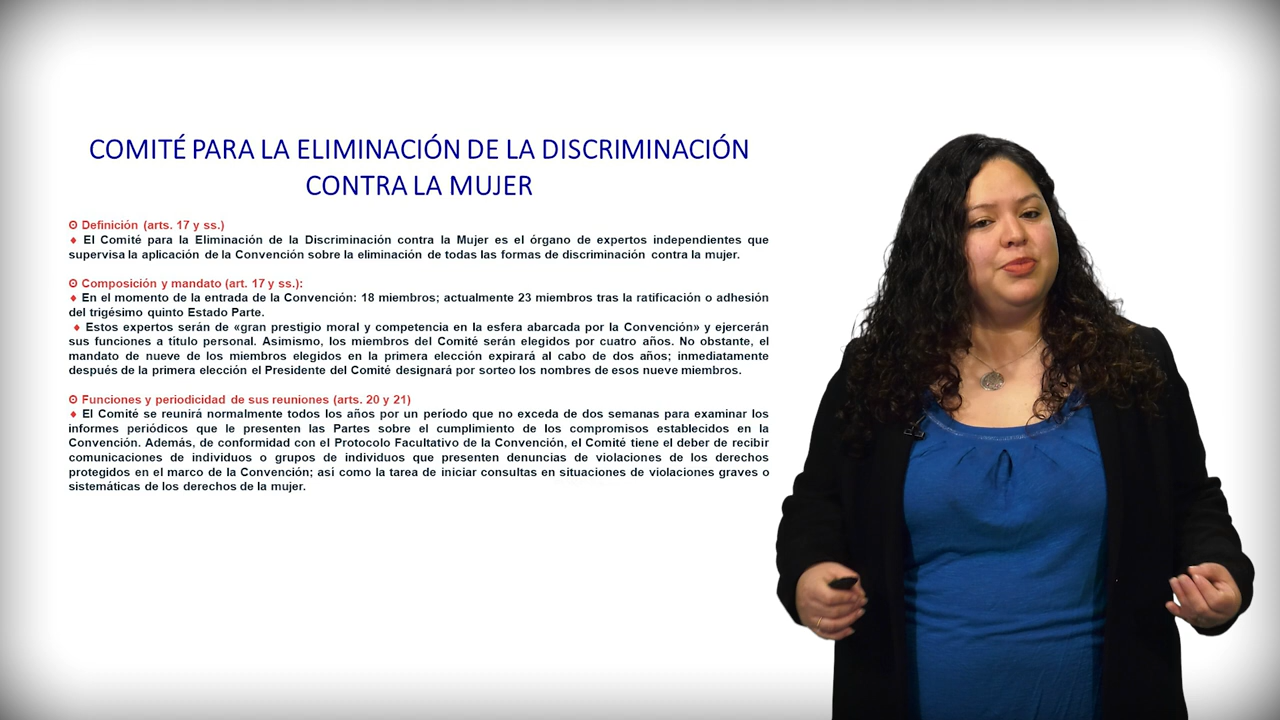 COMITÉ PARA LA ELIMINACIÓN DE LA DISCRIMINACIÓN
CONTRA LA MUJER
⊙ Definición (arts. 17 y ss.)
♦ El Comité para la Eliminación de la Discriminación contra la Mujer es el órgano de expertos independientes que
supervisa la aplicación de la Convención sobre la eliminación de todas las formas de discriminación contra la mujer.
⊙ Composición y mandato (art. 17 y ss.):
♦ En el momento de la entrada de la Convención: 18 miembros; actualmente 23 miembros tras la ratificación o adhesión
del trigésimo quinto Estado Parte.
♦ Estos expertos serán de «gran prestigio moral y competencia en la esfera abarcada por la Convención» y ejercerán
sus funciones a título personal. Asimismo, los miembros del Comité serán elegidos por cuatro años. No obstante, el
mandato de nueve de los miembros elegidos en la primera elección expirará al cabo de dos años; inmediatamente
después de la primera elección el Presidente del Comité designará por sorteo los nombres de esos nueve miembros.
⊙ Funciones y periodicidad de sus reuniones (arts. 20 y 21)
♦ El Comité se reunirá normalmente todos los años por un período que no exceda de dos semanas para examinar los
informes periódicos que le presenten las Partes sobre el cumplimiento de los compromisos establecidos en la
Convención. Además, de conformidad con el Protocolo Facultativo de la Convención, el Comité tiene el deber de recibir
comunicaciones de individuos o grupos de individuos que presenten denuncias de violaciones de los derechos
protegidos en el marco de la Convención; así como la tarea de iniciar consultas en situaciones de violaciones graves o
sistemáticas de los derechos de la mujer.